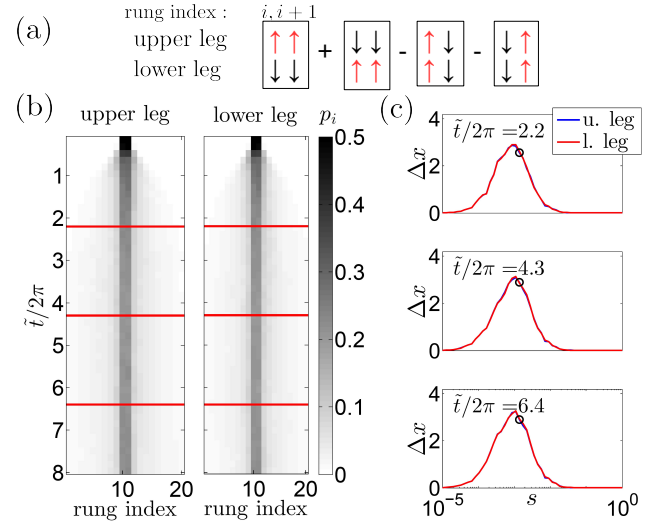 rung index : i, i + 1
(a)
upper leg
lower leg
↑ ↑ + ↓ ↓ - ↑ ↓ - ↓ ↑
↓ ↓ ↑ ↑ ↓ ↓ ↓ ↑
(b)
upper leg lower leg p_i
0.5
0.4
0.3
0.2
0.1
0
1
2
3
4
5
6
7
8
t̃/2π
10 20
10 20
rung index rung index
(c)
u. leg
l. leg
t̃/2π =2.2
4
2
0
Δx
t̃/2π =4.3
4
2
0
Δx
t̃/2π =6.4
4
2
0
Δx
10^-5 s 10^0